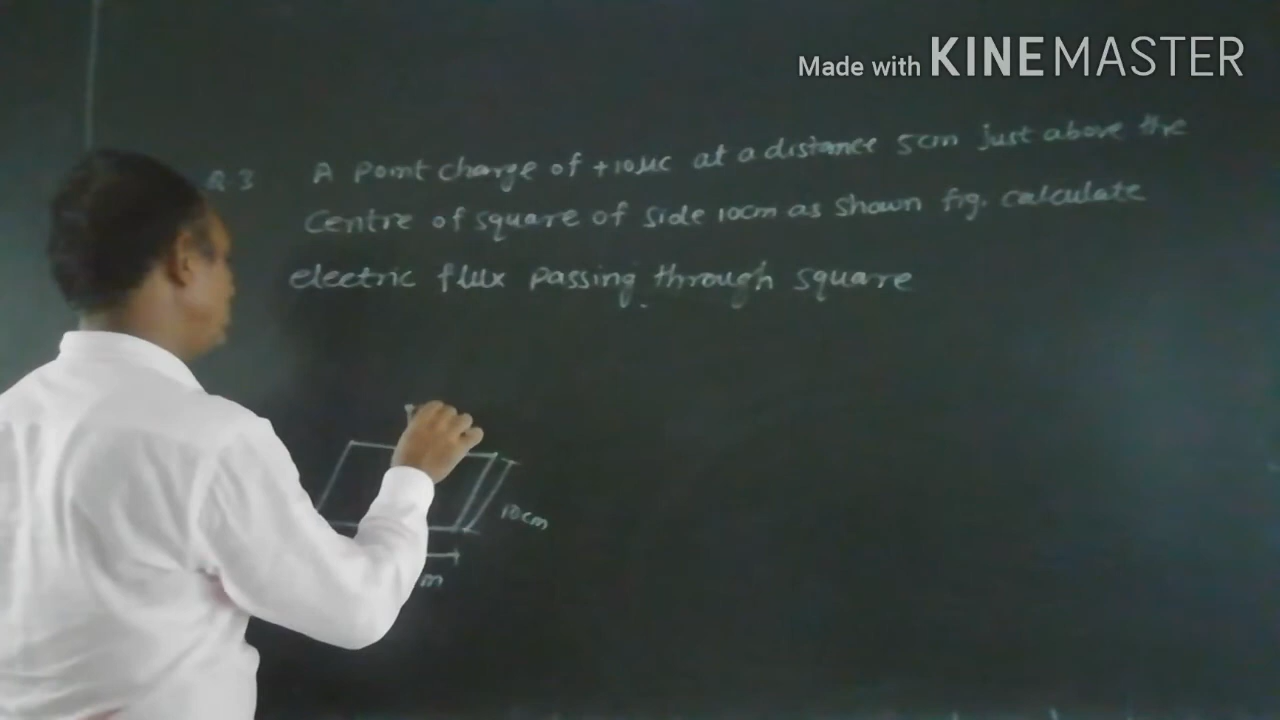 Made with KINEMASTER
Q.3 A point charge of +10μc at a distance 5cm just above the
centre of square of side 10cm as shown fig. calculate
electric flux passing through square
10cm
m